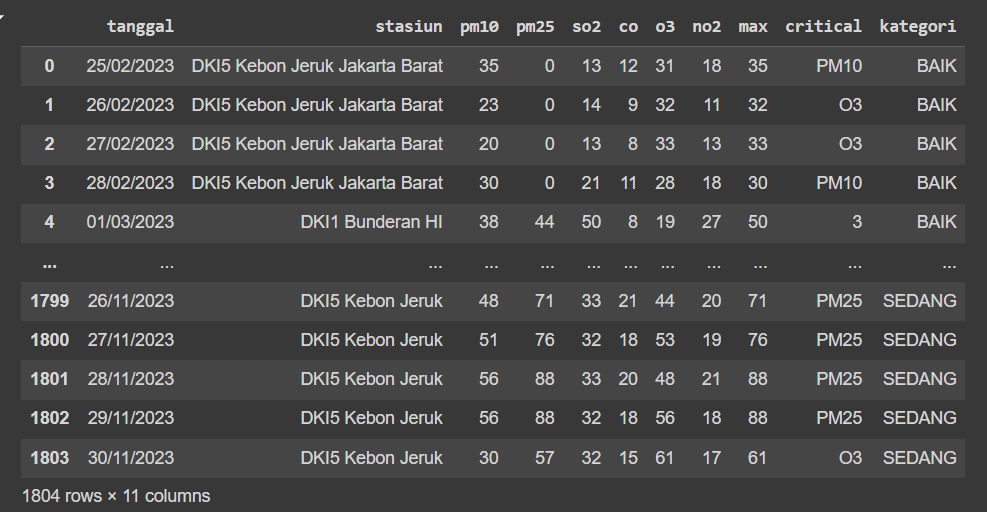 tanggal stasiun pm10 pm25 so2 co o3 no2 max critical kategori
0 25/02/2023 DKI5 Kebon Jeruk Jakarta Barat 35 0 13 12 31 18 35 PM10 BAIK
1 26/02/2023 DKI5 Kebon Jeruk Jakarta Barat 23 0 14 9 32 11 32 O3 BAIK
2 27/02/2023 DKI5 Kebon Jeruk Jakarta Barat 20 0 13 8 33 13 33 O3 BAIK
3 28/02/2023 DKI5 Kebon Jeruk Jakarta Barat 30 0 21 11 28 18 30 PM10 BAIK
4 01/03/2023 DKI1 Bunderan HI 38 44 50 8 19 27 50 3 BAIK
... ... ... ... ... ... ... ... ... ... ... ...
1799 26/11/2023 DKI5 Kebon Jeruk 48 71 33 21 44 20 71 PM25 SEDANG
1800 27/11/2023 DKI5 Kebon Jeruk 51 76 32 18 53 19 76 PM25 SEDANG
1801 28/11/2023 DKI5 Kebon Jeruk 56 88 33 20 48 21 88 PM25 SEDANG
1802 29/11/2023 DKI5 Kebon Jeruk 56 88 32 18 56 18 88 PM25 SEDANG
1803 30/11/2023 DKI5 Kebon Jeruk 30 57 32 15 61 17 61 O3 SEDANG
1804 rows × 11 columns